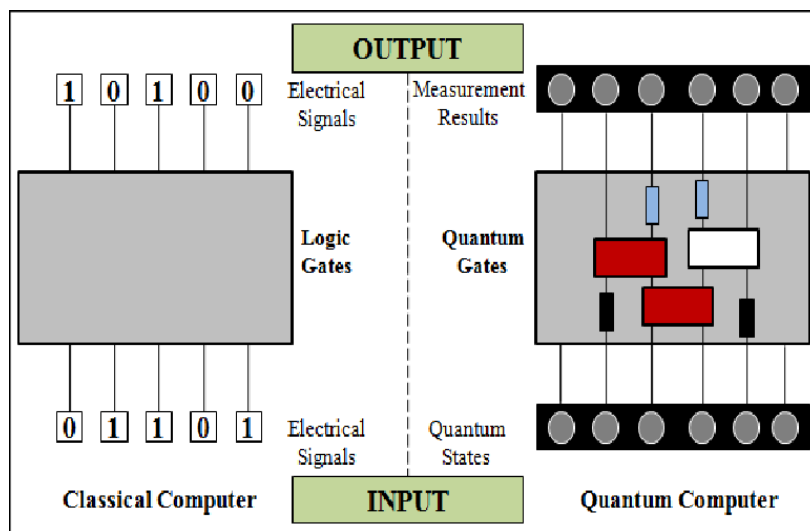 OUTPUT
1 0 1 0 0
Electrical
Signals
Measurement
Results
Logic
Gates
Quantum
Gates
0 1 1 0 1
Electrical
Signals
Quantum
States
Classical Computer
INPUT
Quantum Computer